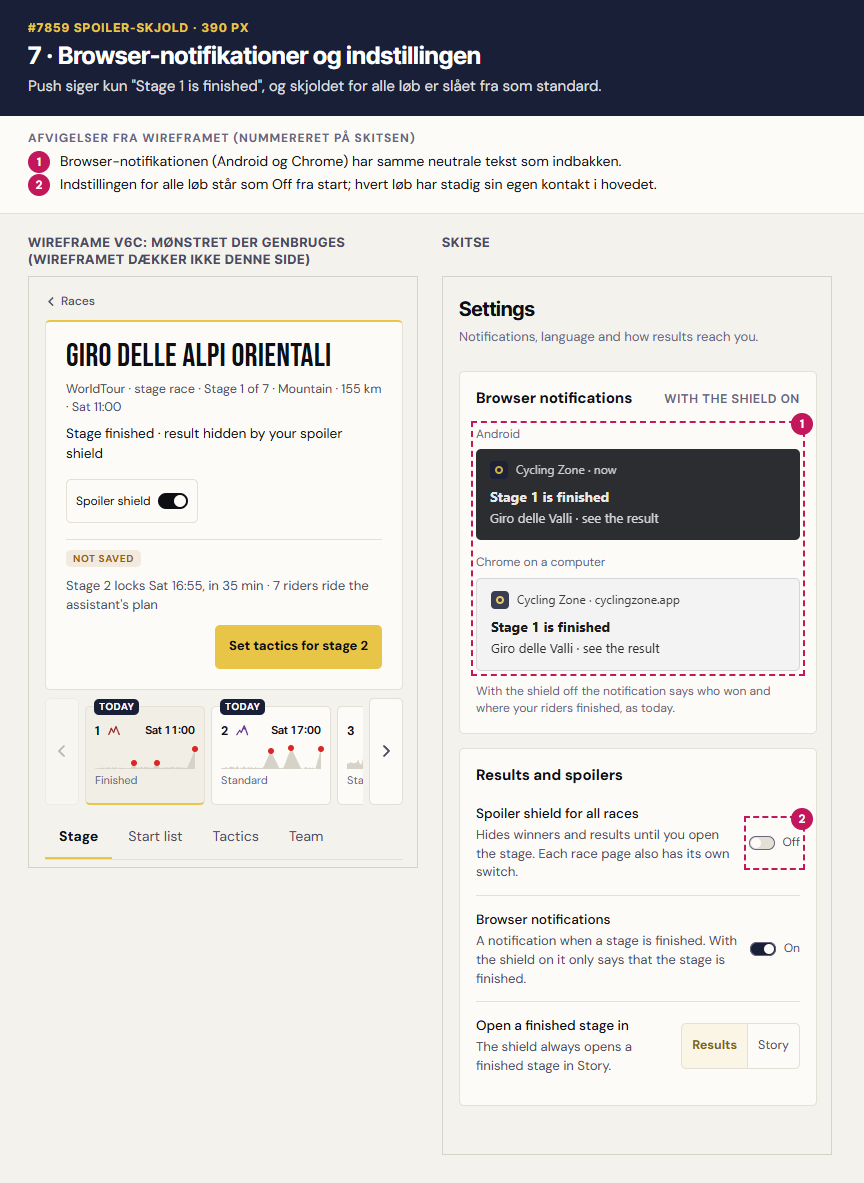 #7859 SPOILER-SKJOLD · 390 PX
7 · Browser-notifikationer og indstillingen
Push siger kun "Stage 1 is finished", og skjoldet for alle løb er slået fra som standard.
AFVIGELSER FRA WIREFRAMET (NUMMERERET PÅ SKITSEN)
1 Browser-notifikationen (Android og Chrome) har samme neutrale tekst som indbakken.
2 Indstillingen for alle løb står som Off fra start; hvert løb har stadig sin egen kontakt i hovedet.
WIREFRAME V6C: MØNSTRET DER GENBRUGES
(WIREFRAMET DÆKKER IKKE DENNE SIDE)
Races
GIRO DELLE ALPI ORIENTALI
WorldTour · stage race · Stage 1 of 7 · Mountain · 155 km
· Sat 11:00
Stage finished · result hidden by your spoiler
shield
Spoiler shield
NOT SAVED
Stage 2 locks Sat 16:55, in 35 min · 7 riders ride the
assistant's plan
Set tactics for stage 2
TODAY
1 Sat 11:00
Finished
TODAY
2 Sat 17:00
Standard
3
Sta
Stage Start list Tactics Team
SKITSE
Settings
Notifications, language and how results reach you.
Browser notifications WITH THE SHIELD ON
1
Android
Cycling Zone · now
Stage 1 is finished
Giro delle Valli · see the result
Chrome on a computer
Cycling Zone · cyclingzone.app
Stage 1 is finished
Giro delle Valli · see the result
With the shield off the notification says who won and
where your riders finished, as today.
Results and spoilers
Spoiler shield for all races
Hides winners and results until you open
the stage. Each race page also has its own
switch.
2
Off
Browser notifications
A notification when a stage is finished. With
the shield on it only says that the stage is
finished.
On
Open a finished stage in
The shield always opens a
finished stage in Story.
Results Story